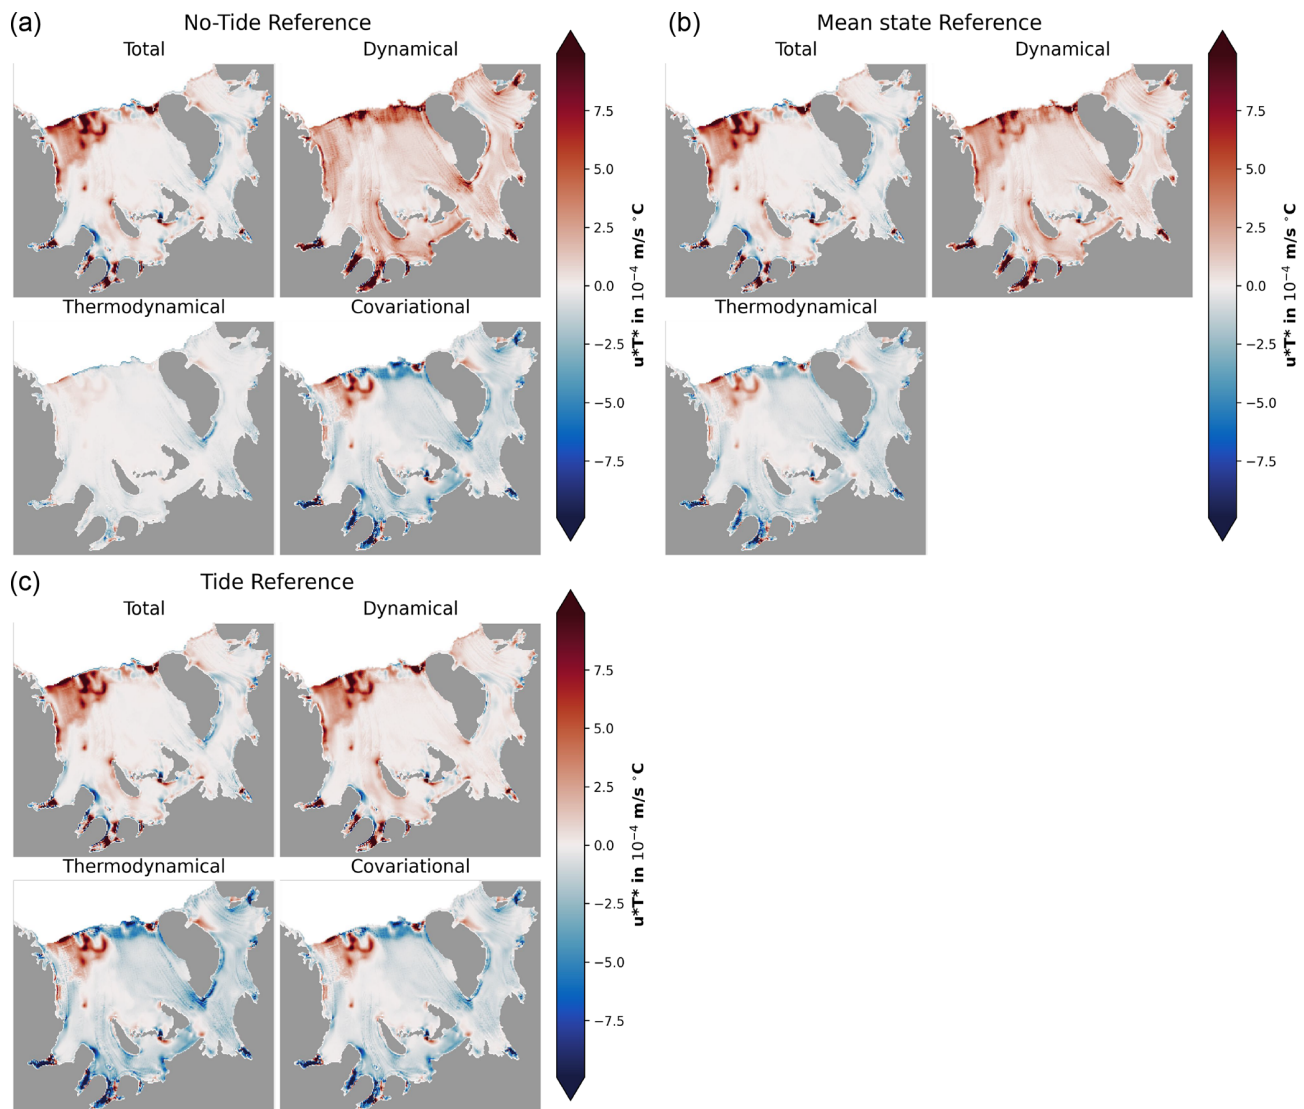 (a)
No-Tide Reference
Total
Dynamical
Thermodynamical
Covariational
7.5
5.0
2.5
0.0
−2.5
−5.0
−7.5
u*T* in 10⁻⁴ m/s °C
(b)
Mean state Reference
Total
Dynamical
Thermodynamical
7.5
5.0
2.5
0.0
−2.5
−5.0
−7.5
u*T* in 10⁻⁴ m/s °C
(c)
Tide Reference
Total
Dynamical
Thermodynamical
Covariational
7.5
5.0
2.5
0.0
−2.5
−5.0
−7.5
u*T* in 10⁻⁴ m/s °C